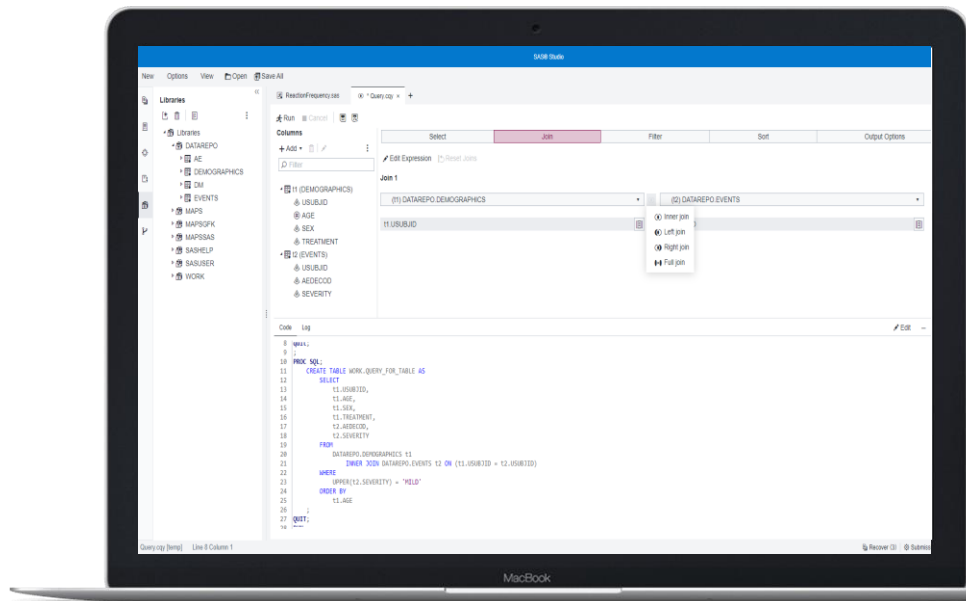 SAS® Studio
New Options View Open Save All
Libraries
Libraries
DATAREPO
AE
DEMOGRAPHICS
DM
EVENTS
MAPS
MAPSGFK
MAPSSAS
SASHELP
SASUSER
WORK
ReactionFrequency.sas * Query.cqy × +
Run Cancel
Columns
+ Add
Filter
t1 (DEMOGRAPHICS)
USUBJID
AGE
SEX
TREATMENT
t2 (EVENTS)
USUBJID
AEDECOD
SEVERITY
Select Join Filter Sort Output Options
Edit Expression Reset Joins
Join 1
(t1) DATAREPO.DEMOGRAPHICS (t2) DATAREPO.EVENTS
t1.USUBJID
Inner join
Left join
Right join
Full join
Code Log Edit
8 quit;
9 ;
10 PROC SQL;
11 CREATE TABLE WORK.QUERY_FOR_TABLE AS
12 SELECT
13 t1.USUBJID,
14 t1.AGE,
15 t1.SEX,
16 t1.TREATMENT,
17 t2.AEDECOD,
18 t2.SEVERITY
19 FROM
20 DATAREPO.DEMOGRAPHICS t1
21 INNER JOIN DATAREPO.EVENTS t2 ON (t1.USUBJID = t2.USUBJID)
22 WHERE
23 UPPER(t2.SEVERITY) = 'MILD'
24 ORDER BY
25 t1.AGE
26 ;
27 QUIT;
28
Query.cqy [temp] Line 8 Column 1 Recover (3) Submiss
MacBook